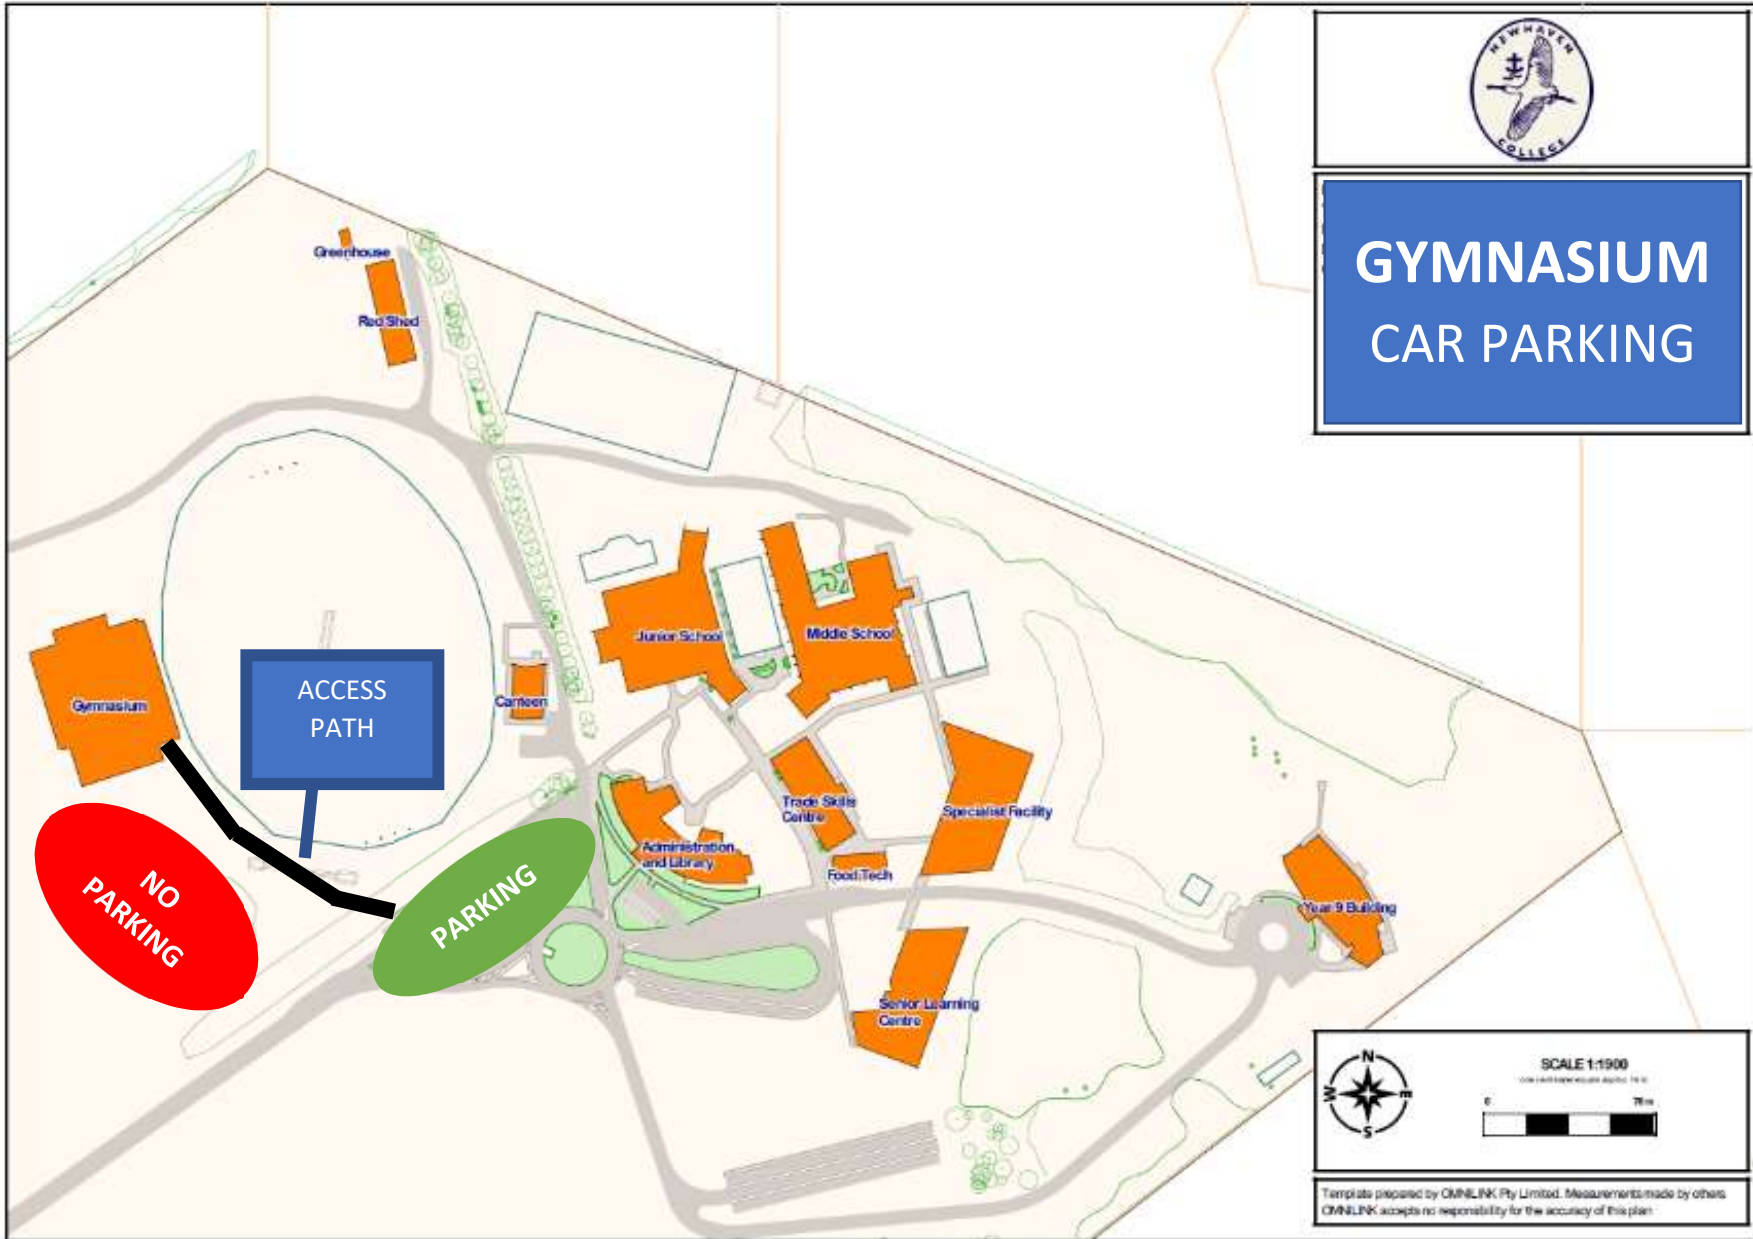 NEWHAVEN
COLLEGE
GYMNASIUM
CAR PARKING
Greenhouse
Red Shed
Junior School
Middle School
Gymnasium
ACCESS
PATH
Canteen
Trade Skills
Centre
Specialist Facility
Administration
and Library
Food Tech
NO
PARKING
PARKING
Year 9 Building
Senior Learning
Centre
N
W
E
S
SCALE 1:1900
0
76 m
Template prepared by OMNILINK Pty Limited. Measurements made by others
OMNILINK accepts no responsibility for the accuracy of this plan